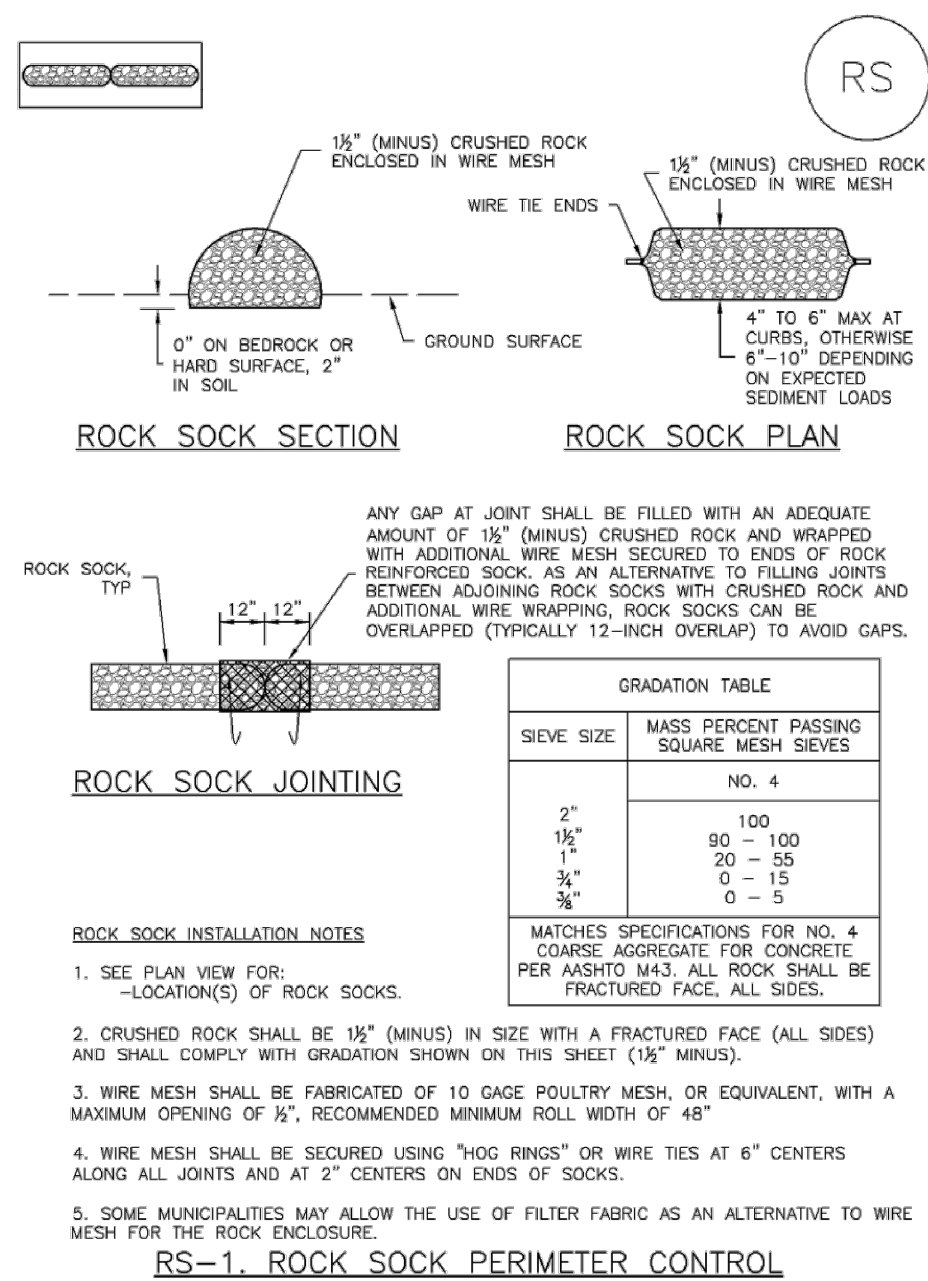 RS
1½" (MINUS) CRUSHED ROCK
ENCLOSED IN WIRE MESH
0" ON BEDROCK OR
HARD SURFACE, 2"
IN SOIL
GROUND SURFACE
ROCK SOCK SECTION
1½" (MINUS) CRUSHED ROCK
ENCLOSED IN WIRE MESH
WIRE TIE ENDS
4" TO 6" MAX AT
CURBS, OTHERWISE
6"-10" DEPENDING
ON EXPECTED
SEDIMENT LOADS
ROCK SOCK PLAN
ANY GAP AT JOINT SHALL BE FILLED WITH AN ADEQUATE
AMOUNT OF 1½" (MINUS) CRUSHED ROCK AND WRAPPED
WITH ADDITIONAL WIRE MESH SECURED TO ENDS OF ROCK
REINFORCED SOCK. AS AN ALTERNATIVE TO FILLING JOINTS
BETWEEN ADJOINING ROCK SOCKS WITH CRUSHED ROCK AND
ADDITIONAL WIRE WRAPPING, ROCK SOCKS CAN BE
OVERLAPPED (TYPICALLY 12-INCH OVERLAP) TO AVOID GAPS.
ROCK SOCK,
TYP
12" 12"
ROCK SOCK JOINTING
GRADATION TABLE
SIEVE SIZE
MASS PERCENT PASSING
SQUARE MESH SIEVES
NO. 4
2" 100
1½" 90 - 100
1" 20 - 55
¾" 0 - 15
⅜" 0 - 5
MATCHES SPECIFICATIONS FOR NO. 4
COARSE AGGREGATE FOR CONCRETE
PER AASHTO M43. ALL ROCK SHALL BE
FRACTURED FACE, ALL SIDES.
ROCK SOCK INSTALLATION NOTES
1. SEE PLAN VIEW FOR:
-LOCATION(S) OF ROCK SOCKS.
2. CRUSHED ROCK SHALL BE 1½" (MINUS) IN SIZE WITH A FRACTURED FACE (ALL SIDES)
AND SHALL COMPLY WITH GRADATION SHOWN ON THIS SHEET (1½" MINUS).
3. WIRE MESH SHALL BE FABRICATED OF 10 GAGE POULTRY MESH, OR EQUIVALENT, WITH A
MAXIMUM OPENING OF ½", RECOMMENDED MINIMUM ROLL WIDTH OF 48"
4. WIRE MESH SHALL BE SECURED USING "HOG RINGS" OR WIRE TIES AT 6" CENTERS
ALONG ALL JOINTS AND AT 2" CENTERS ON ENDS OF SOCKS.
5. SOME MUNICIPALITIES MAY ALLOW THE USE OF FILTER FABRIC AS AN ALTERNATIVE TO WIRE
MESH FOR THE ROCK ENCLOSURE.
RS-1. ROCK SOCK PERIMETER CONTROL